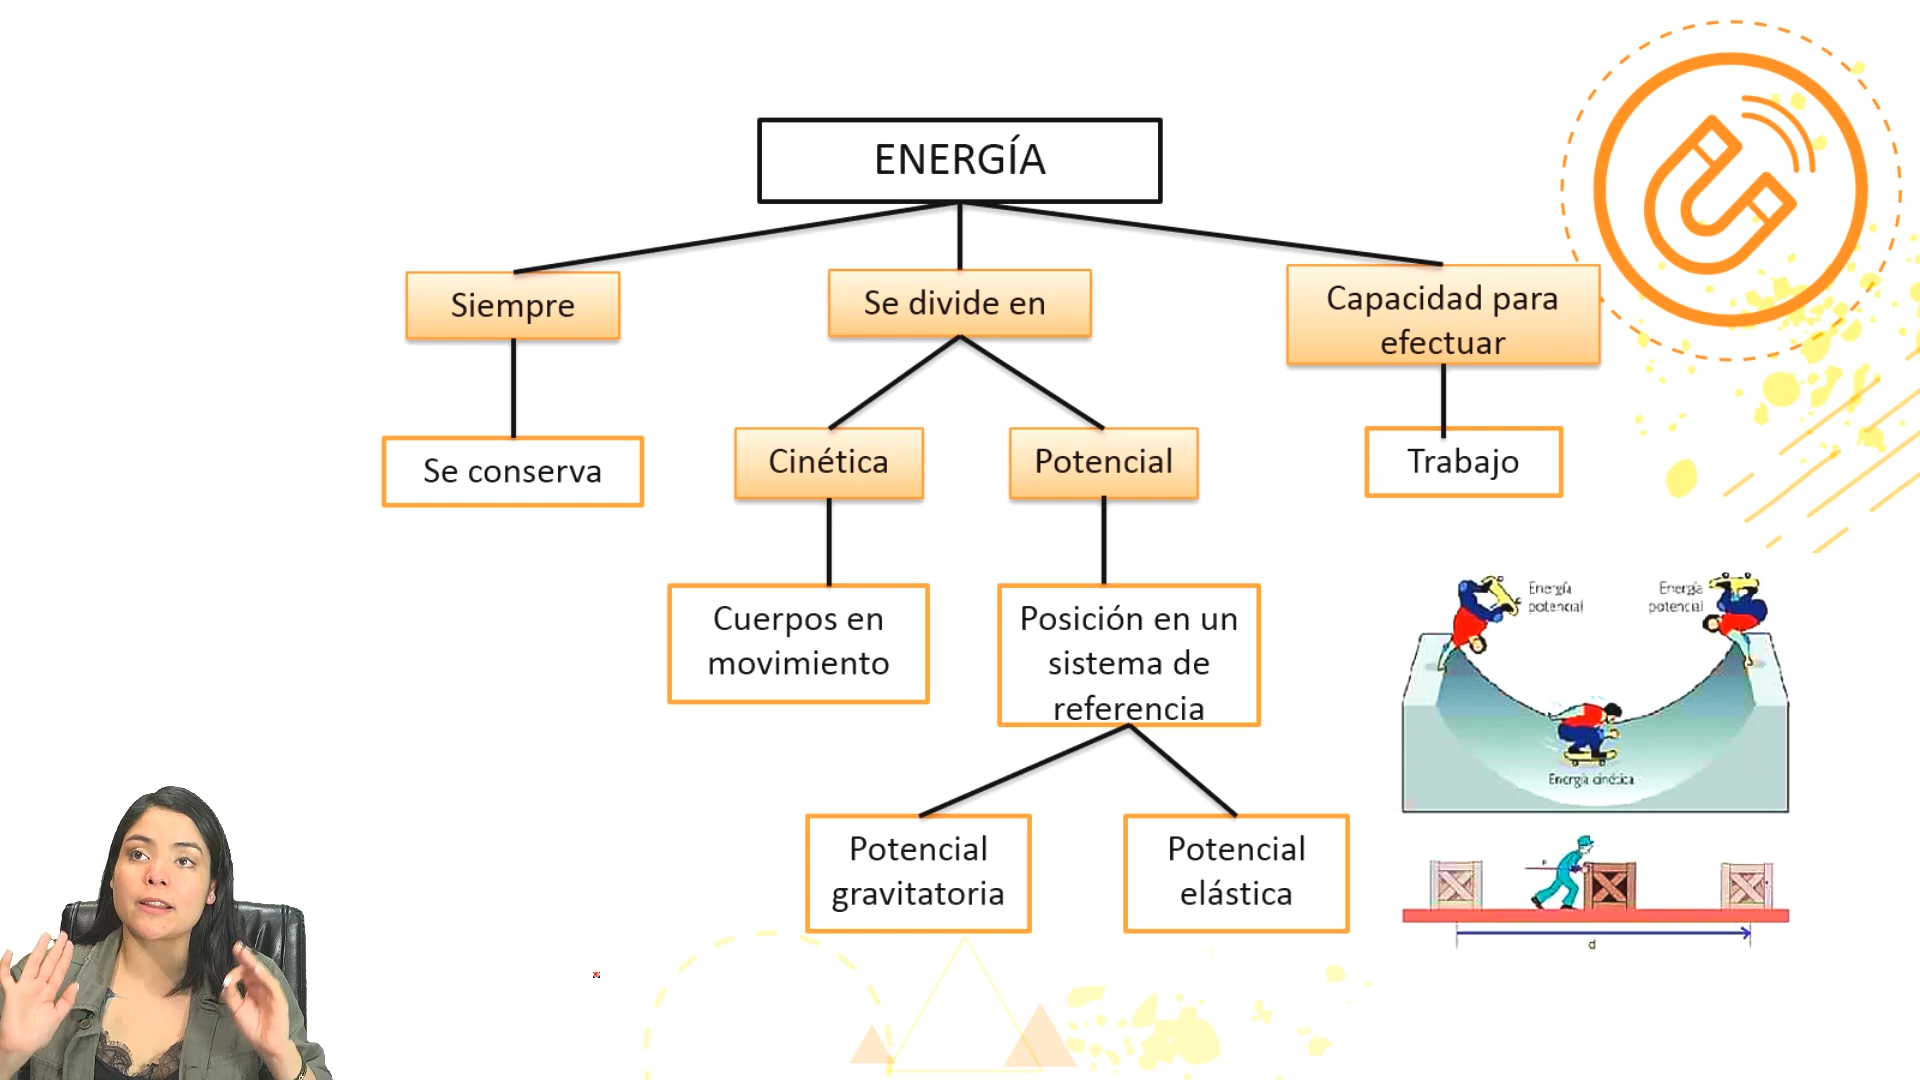 ENERGÍA
Siempre
Se divide en
Capacidad para
efectuar
Se conserva
Cinética
Potencial
Trabajo
Cuerpos en
movimiento
Posición en un
sistema de
referencia
Potencial
gravitatoria
Potencial
elástica
Energía
potencial
Energía
potencial
Energía cinética
F
d